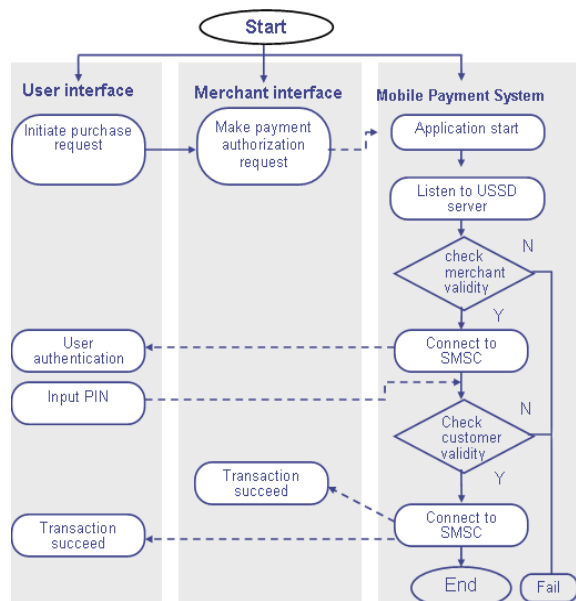 Start
User interface
Merchant interface
Mobile Payment System
Initiate purchase
request
Make payment
authorization
request
Application start
Listen to USSD
server
N
check
merchant
validity
Y
User
authentication
Connect to
SMSC
Input PIN
N
Check
customer
validity
Y
Transaction
succeed
Transaction
succeed
Connect to
SMSC
End
Fail